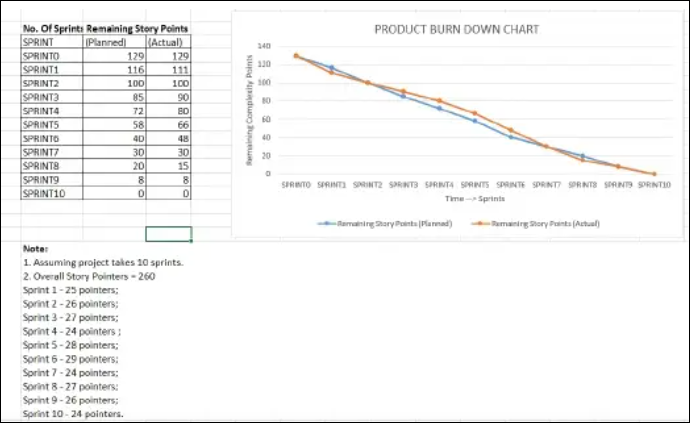 No. Of Sprints Remaining Story Points
SPRINT (Planned) (Actual)
SPRINT0 129 129
SPRINT1 116 111
SPRINT2 100 100
SPRINT3 85 90
SPRINT4 72 80
SPRINT5 58 66
SPRINT6 40 48
SPRINT7 30 30
SPRINT8 20 15
SPRINT9 8 8
SPRINT10 0 0
PRODUCT BURN DOWN CHART
Remaining Complexity Points
140
120
100
80
60
40
20
0
SPRINT0 SPRINT1 SPRINT2 SPRINT3 SPRINT4 SPRINT5 SPRINT6 SPRINT7 SPRINT8 SPRINT9 SPRINT10
Time --> Sprints
Remaining Story Points (Planned) Remaining Story Points (Actual)
Note:
1. Assuming project takes 10 sprints.
2. Overall Story Pointers = 260
Sprint 1 - 25 pointers;
Sprint 2 - 26 pointers;
Sprint 3 - 27 pointers;
Sprint 4 - 24 pointers ;
Sprint 5 - 28 pointers;
Sprint 6 - 29 pointers;
Sprint 7 - 24 pointers;
Sprint 8 - 27 pointers;
Sprint 9 - 26 pointers;
Sprint 10 - 24 pointers.